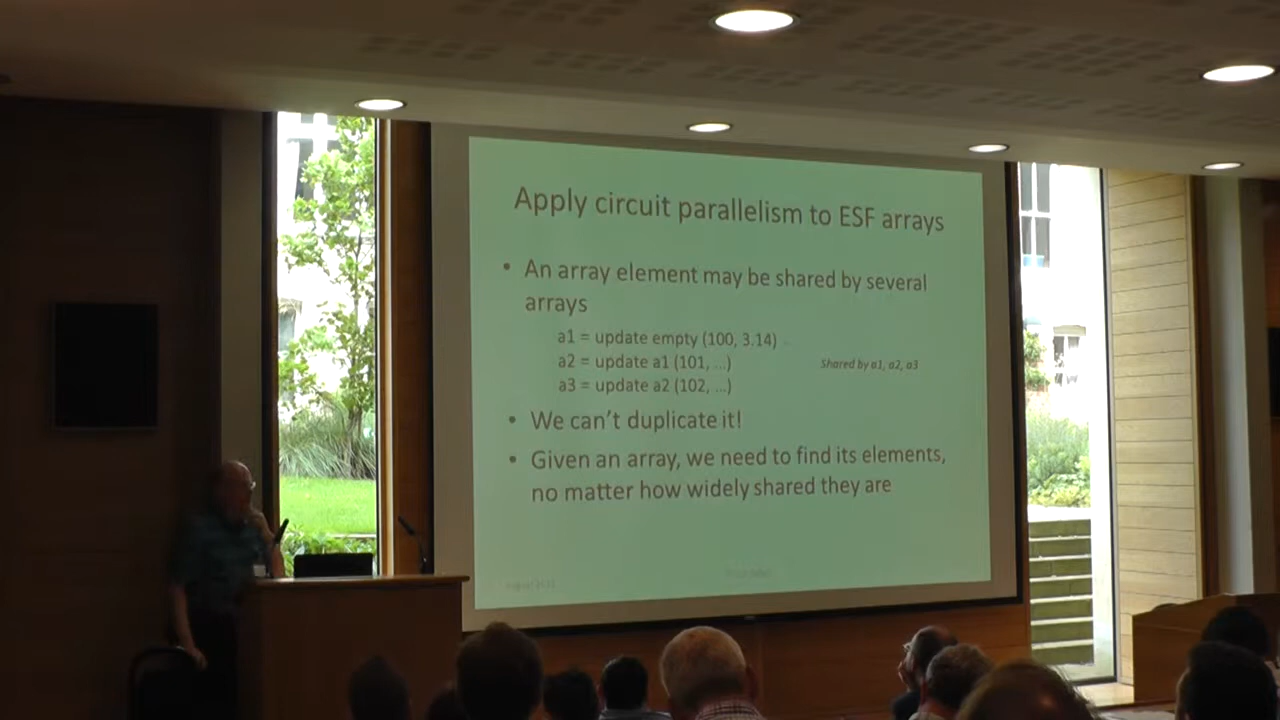 Apply circuit parallelism to ESF arrays
• An array element may be shared by several
arrays
a1 = update empty (100, 3.14)
a2 = update a1 (101, ...)
Shared by a1, a2, a3
a3 = update a2 (102, ...)
• We can't duplicate it!
• Given an array, we need to find its elements,
no matter how widely shared they are